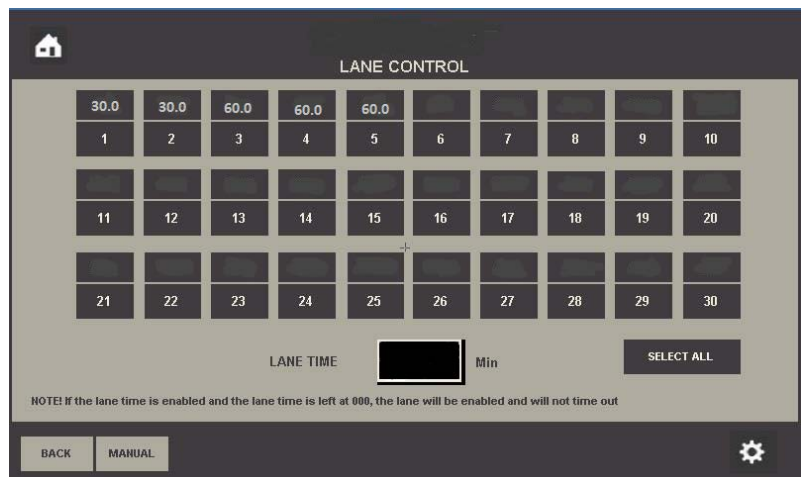 LANE CONTROL
30.0 30.0 60.0 60.0 60.0
1 2 3 4 5 6 7 8 9 10
11 12 13 14 15 16 17 18 19 20
21 22 23 24 25 26 27 28 29 30
LANE TIME Min SELECT ALL
NOTE! If the lane time is enabled and the lane time is left at 000, the lane will be enabled and will not time out
BACK MANUAL